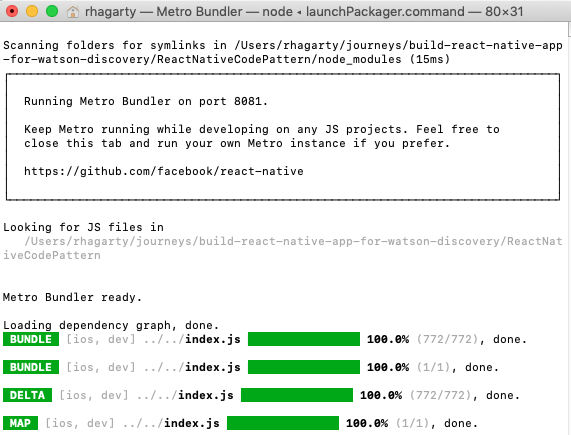 rhagarty — Metro Bundler — node ◂ launchPackager.command — 80×31
Scanning folders for symlinks in /Users/rhagarty/journeys/build-react-native-app
-for-watson-discovery/ReactNativeCodePattern/node_modules (15ms)
Running Metro Bundler on port 8081.
Keep Metro running while developing on any JS projects. Feel free to
close this tab and run your own Metro instance if you prefer.
https://github.com/facebook/react-native
Looking for JS files in
/Users/rhagarty/journeys/build-react-native-app-for-watson-discovery/ReactNat
iveCodePattern
Metro Bundler ready.
Loading dependency graph, done.
BUNDLE [ios, dev] ../../index.js 100.0% (772/772), done.
BUNDLE [ios, dev] ../../index.js 100.0% (1/1), done.
DELTA [ios, dev] ../../index.js 100.0% (772/772), done.
MAP [ios, dev] ../../index.js 100.0% (1/1), done.